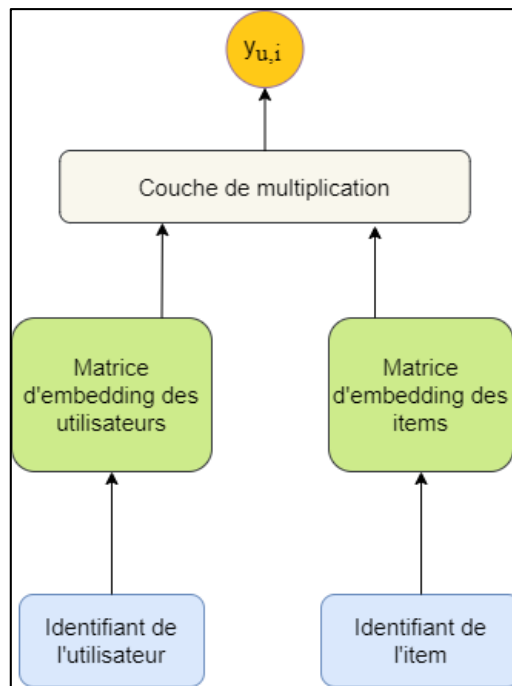 yu,i
Couche de multiplication
Matrice
d'embedding des
utilisateurs
Matrice
d'embedding des
items
Identifiant de
l'utilisateur
Identifiant de
l'item